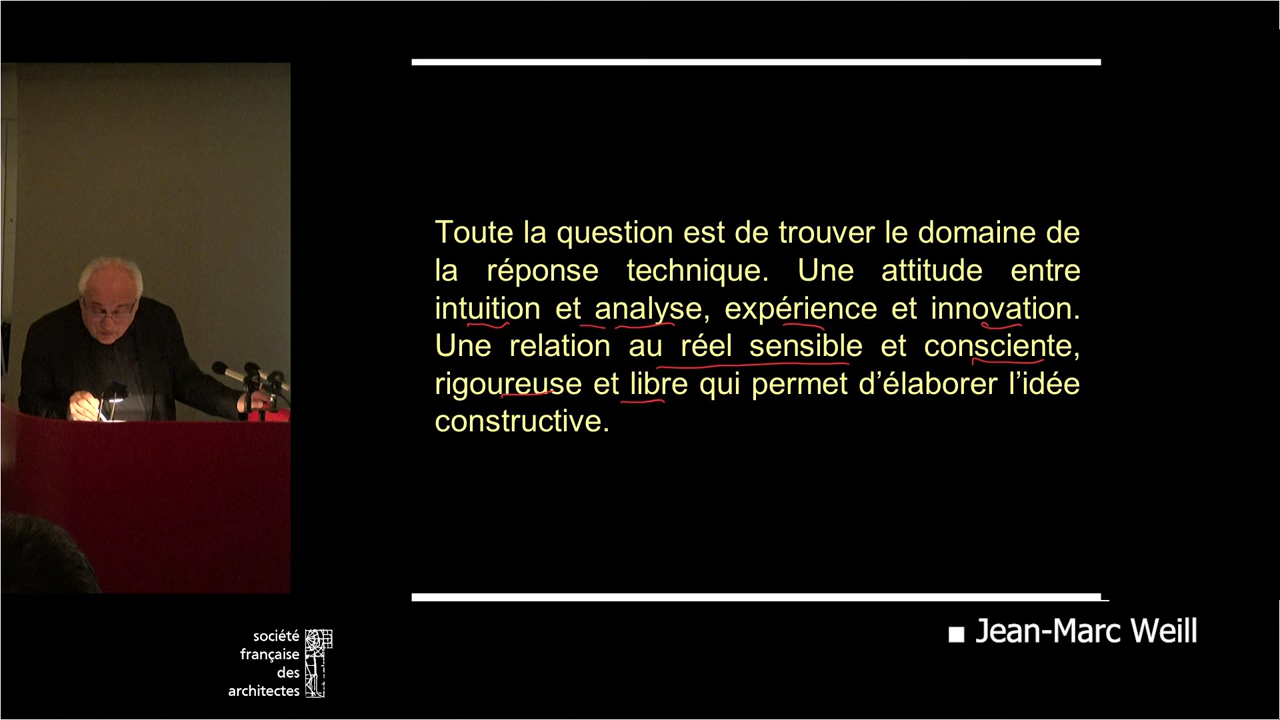 Toute la question est de trouver le domaine de
la réponse technique. Une attitude entre
intuition et analyse, expérience et innovation.
Une relation au réel sensible et consciente,
rigoureuse et libre qui permet d’élaborer l’idée
constructive.
Jean-Marc Weill
société
française
des
architectes